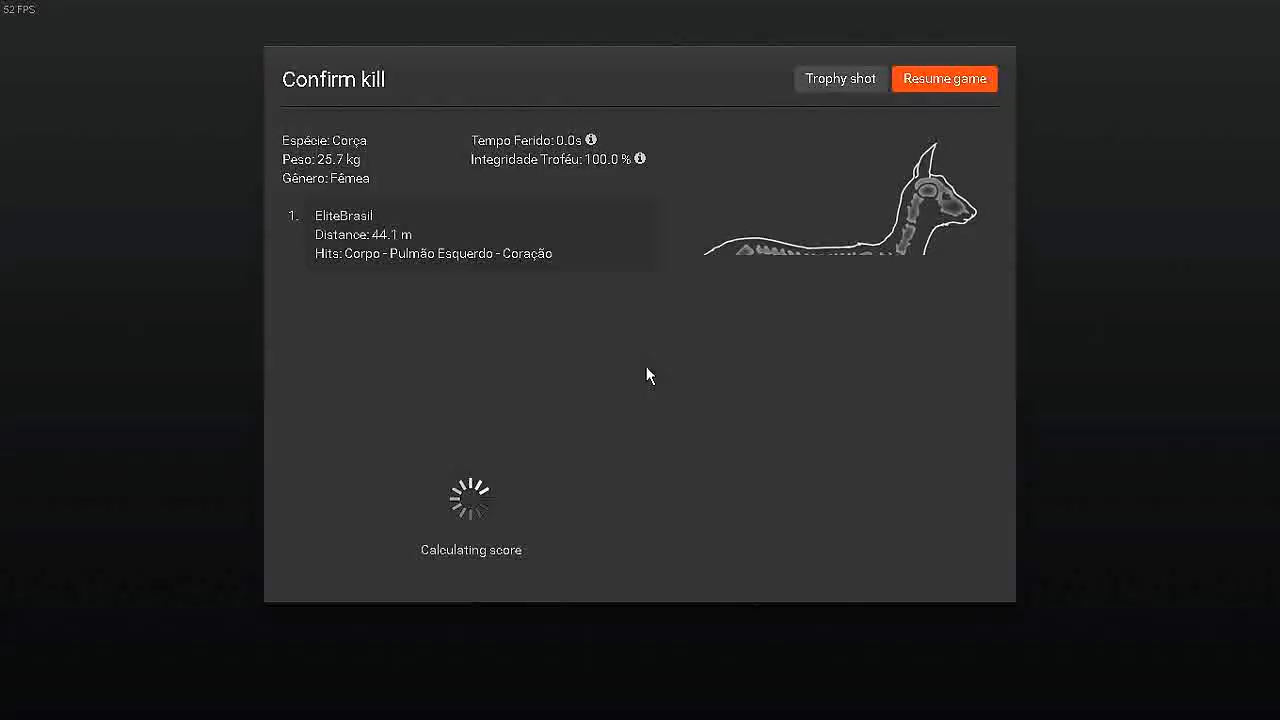 52 FPS
Confirm kill
Trophy shot
Resume game
Espécie: Corça
Peso: 25.7 kg
Gênero: Fêmea
Tempo Ferido: 0.0s
Integridade Troféu: 100.0 %
1. EliteBrasil
Distance: 44.1 m
Hits: Corpo - Pulmão Esquerdo - Coração
Calculating score